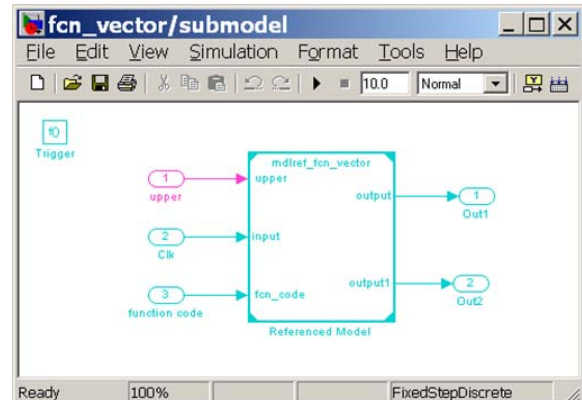 fcn_vector/submodel
File Edit View Simulation Format Tools Help
10.0 Normal
f()
Trigger
mdlref_fcn_vector
1 upper output 1
upper Out1
2 input
Clk
3 fcn_code output1 2
function code Out2
Referenced Model
Ready 100% FixedStepDiscrete